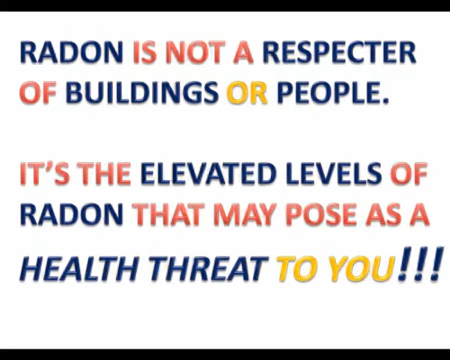 RADON IS NOT A RESPECTER
OF BUILDINGS OR PEOPLE.
IT'S THE ELEVATED LEVELS OF
RADON THAT MAY POSE AS A
HEALTH THREAT TO YOU!!!